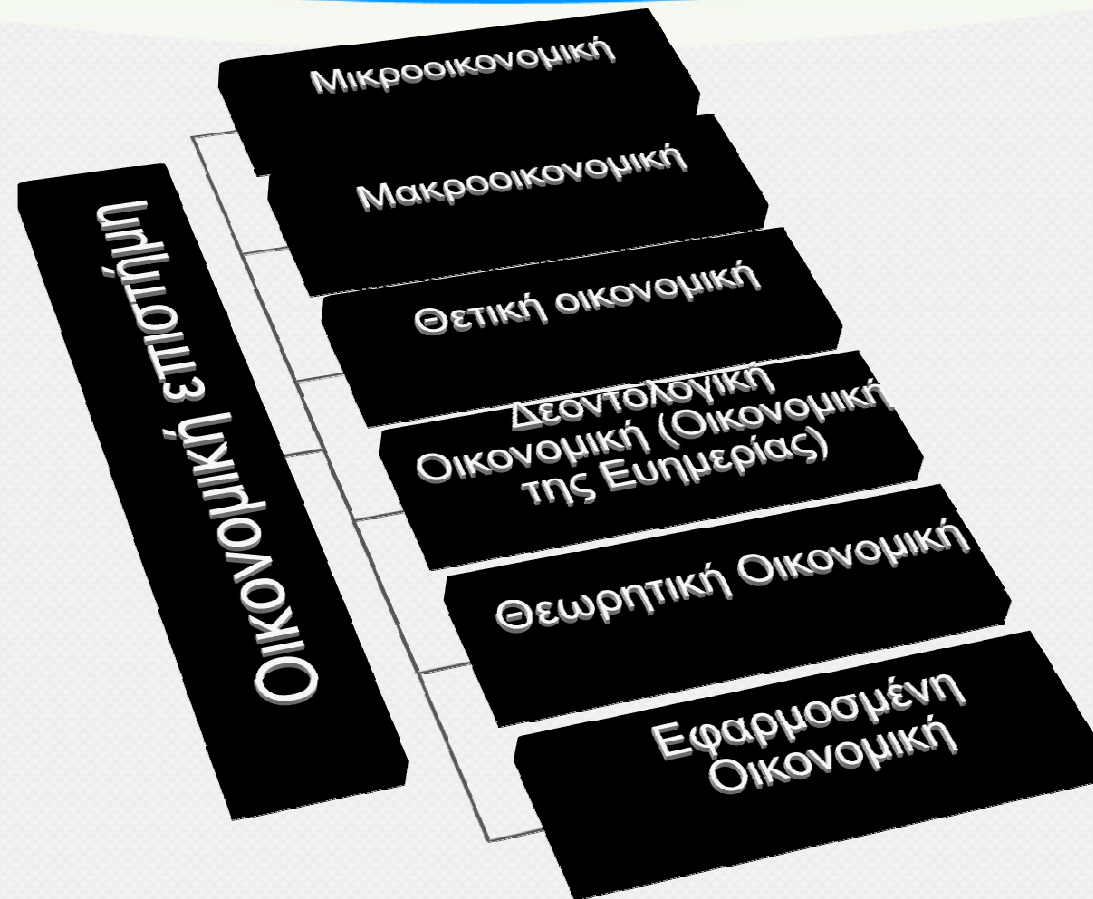 Οικονομική επιστήμη
Μικροοικονομική
Μακροοικονομική
Θετική οικονομική
Δεοντολογική
Οικονομική (Οικονομική
της Ευημερίας)
Θεωρητική Οικονομική
Εφαρμοσμένη
Οικονομική